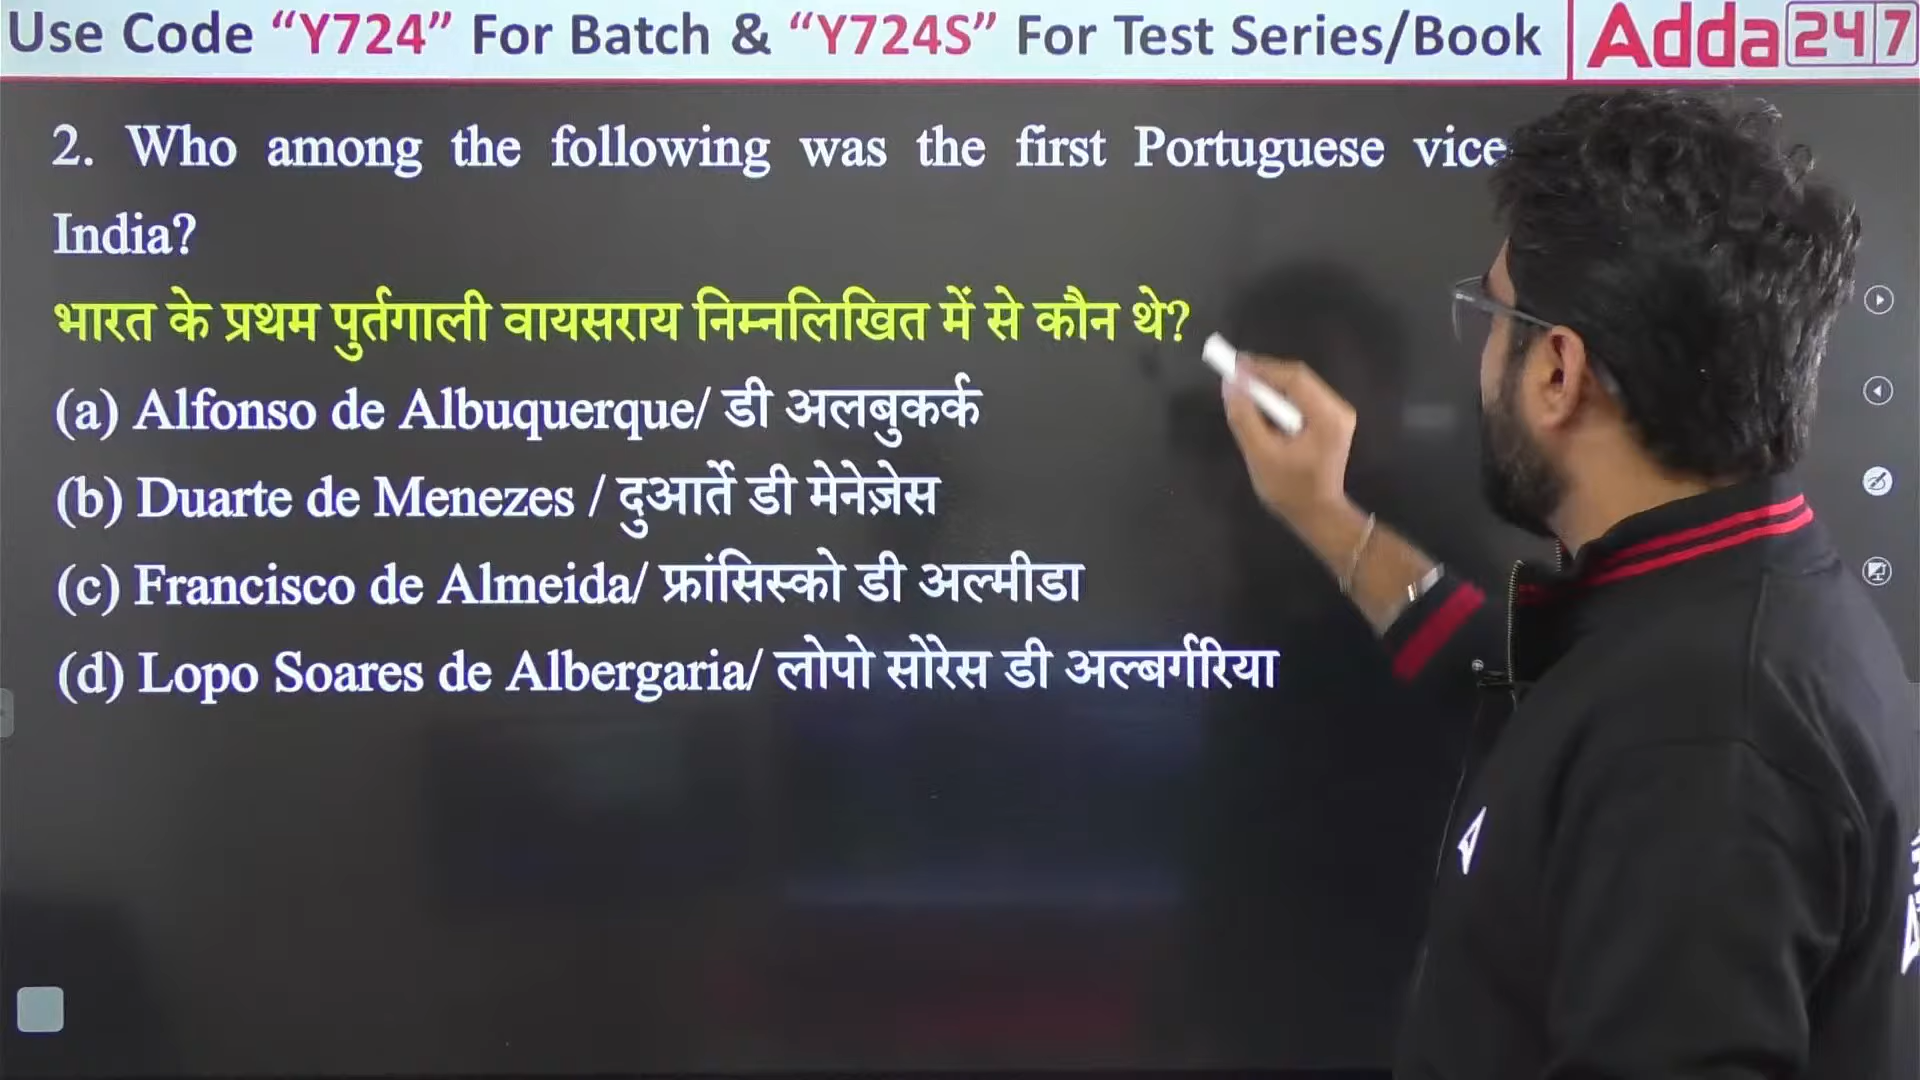 Use Code “Y724” For Batch & “Y724S” For Test Series/Book
Adda247
2. Who among the following was the first Portuguese vice
India?
भारत के प्रथम पुर्तगाली वायसराय निम्नलिखित में से कौन थे?
(a) Alfonso de Albuquerque/ डी अलबुकर्क
(b) Duarte de Menezes / दुआर्ते डी मेनेज़ेस
(c) Francisco de Almeida/ फ्रांसिस्को डी अल्मीडा
(d) Lopo Soares de Albergaria/ लोपो सोरेस डी अल्बर्गरिया